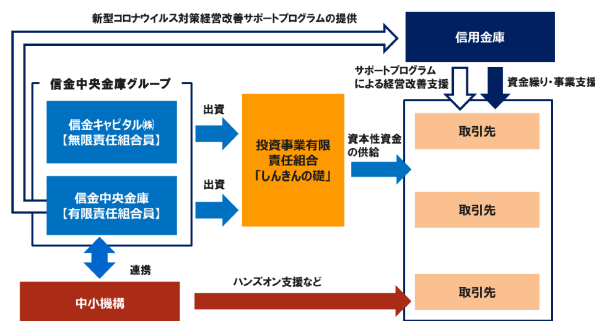 新型コロナウイルス対策経営改善サポートプログラムの提供
信用金庫
サポートプログラム
による経営改善支援
資金繰り・事業支援
信金中央金庫グループ
信金キャピタル㈱
【無限責任組合員】
出資
投資事業有限
責任組合
「しんきんの礎」
資本性資金
の供給
取引先
信金中央金庫
【有限責任組合員】
出資
取引先
連携
中小機構
ハンズオン支援など
取引先